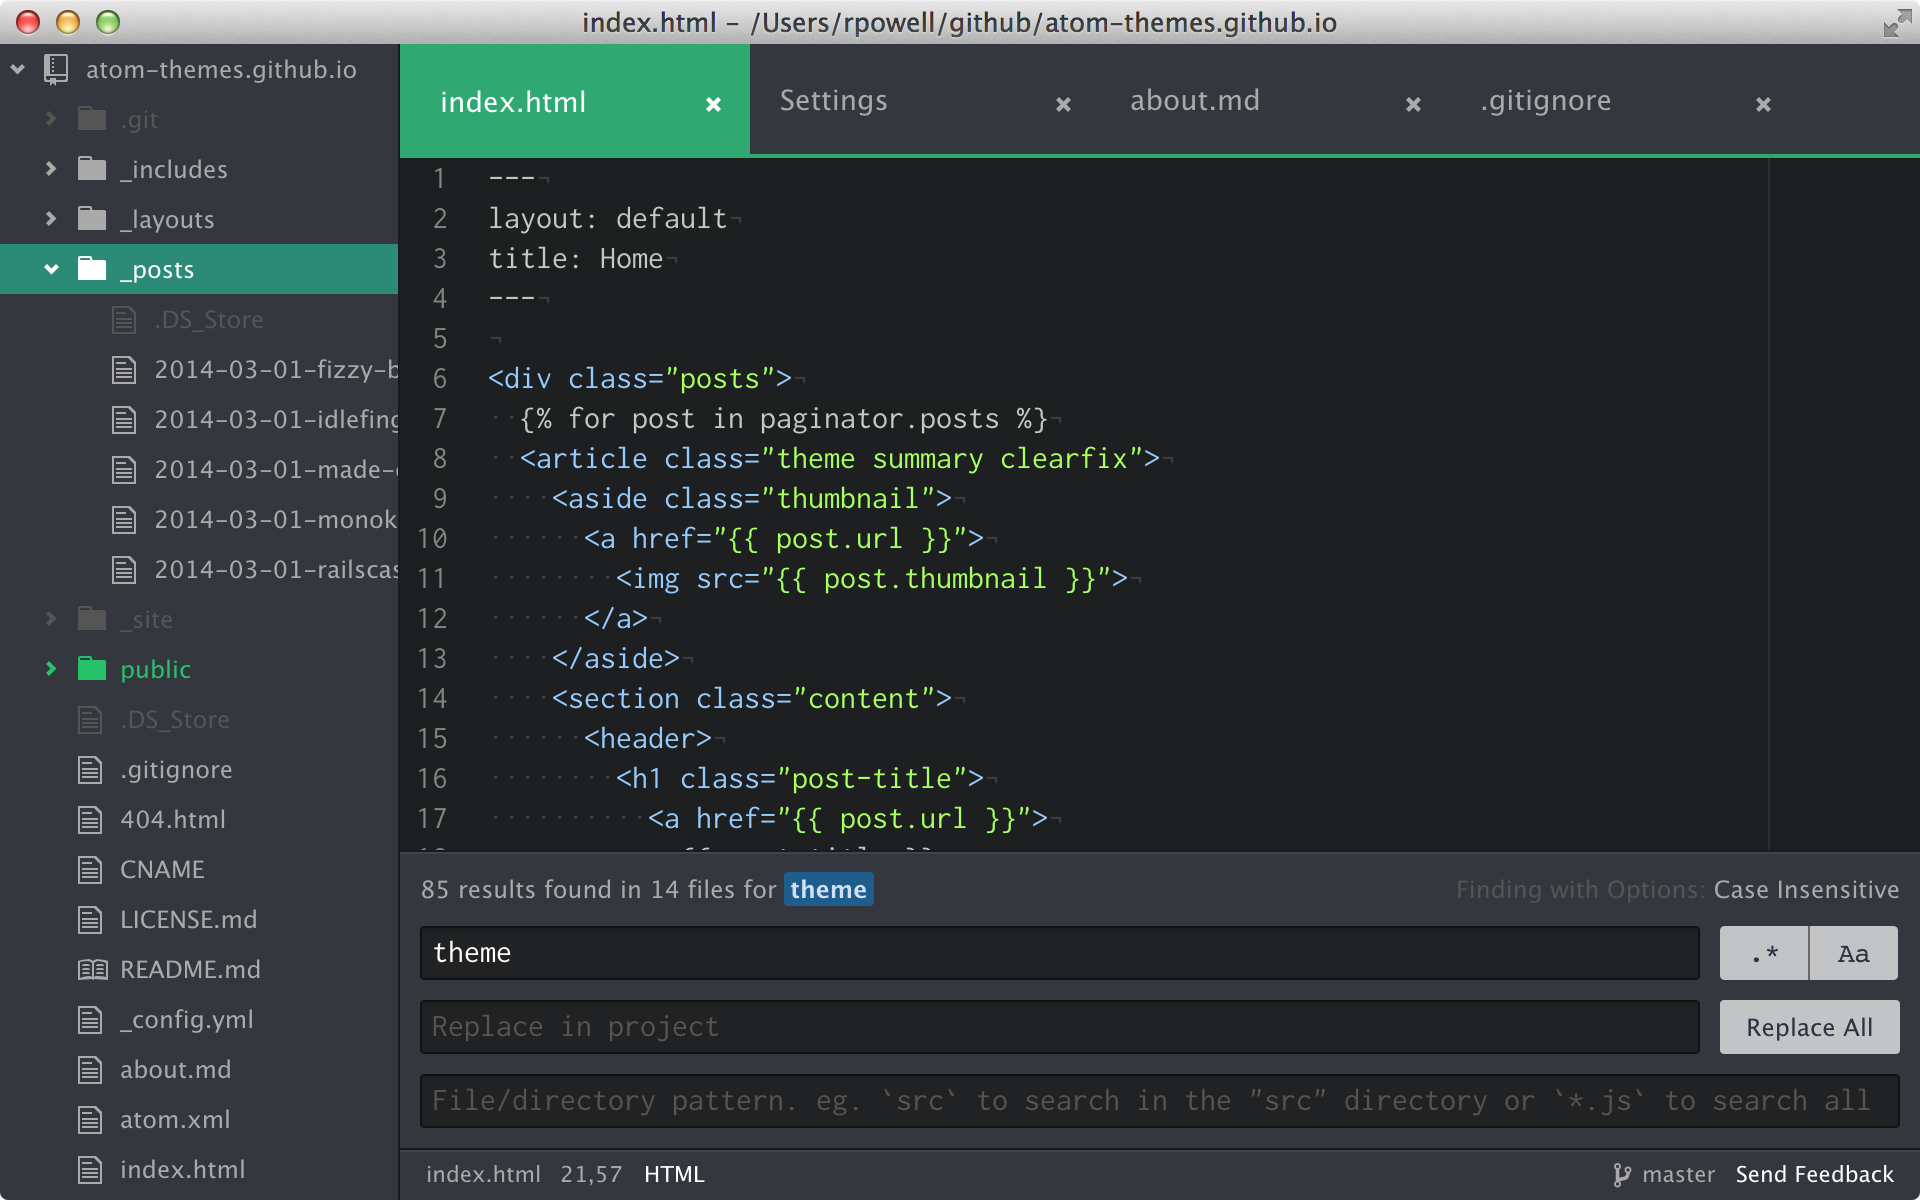 index.html – /Users/rpowell/github/atom-themes.github.io
atom-themes.github.io
.git
_includes
_layouts
_posts
.DS_Store
2014-03-01-fizzy-b
2014-03-01-idlefing
2014-03-01-made-
2014-03-01-monok
2014-03-01-railscas
_site
public
.DS_Store
.gitignore
404.html
CNAME
LICENSE.md
README.md
_config.yml
about.md
atom.xml
index.html
index.html Settings about.md .gitignore
1 ---¬
2 layout: default¬
3 title: Home¬
4 ---¬
5 ¬
6 <div class="posts">¬
7 ··{% for post in paginator.posts %}¬
8 ··<article class="theme summary clearfix">¬
9 ····<aside class="thumbnail">¬
10 ······<a href="{{ post.url }}">¬
11 ········<img src="{{ post.thumbnail }}">¬
12 ······</a>¬
13 ····</aside>¬
14 ····<section class="content">¬
15 ······<header>¬
16 ········<h1 class="post-title">¬
17 ··········<a href="{{ post.url }}">¬
85 results found in 14 files for theme
Finding with Options: Case Insensitive
theme
.* Aa
Replace in project
Replace All
File/directory pattern. eg. `src` to search in the "src" directory or `*.js` to search all
index.html 21,57 HTML
master Send Feedback